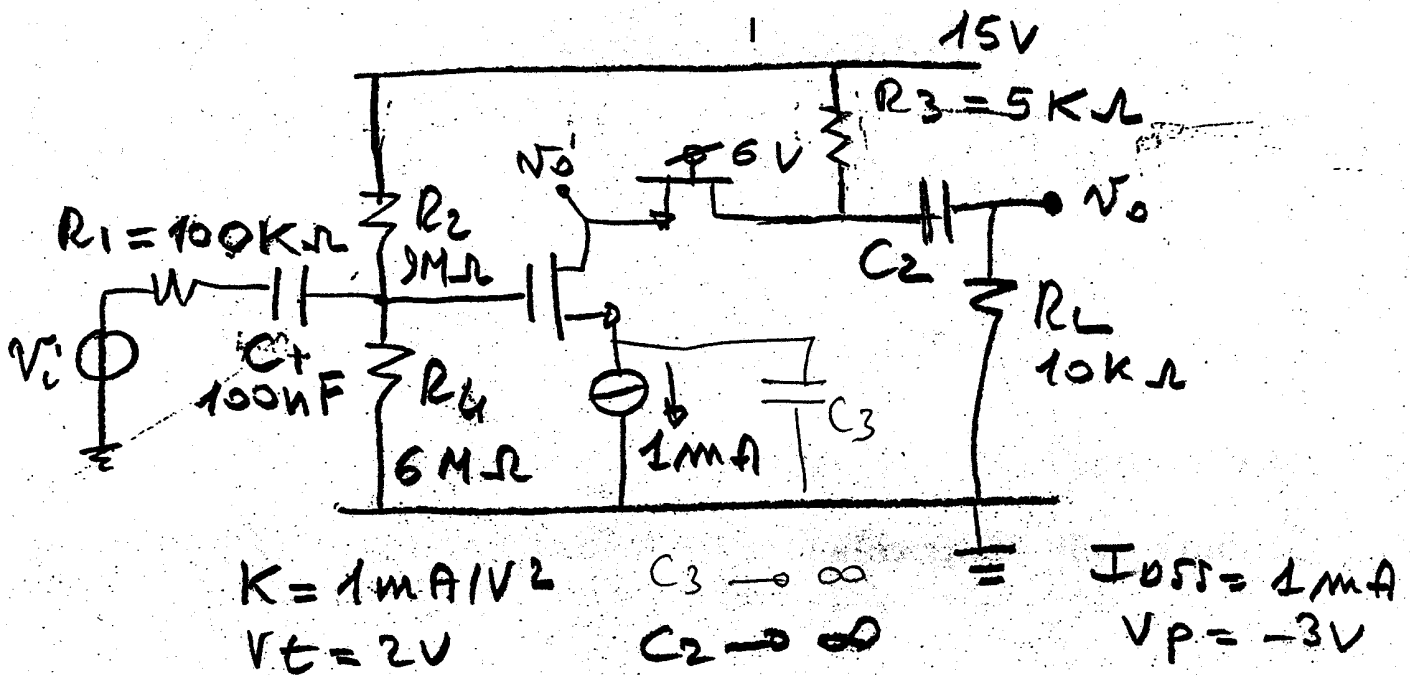 15V
R3 = 5KΩ
vo' 6V
R1 = 100KΩ
R2
9MΩ
C2
vo
Vi
C1
100nF
R4
6MΩ
1mA
C3
RL
10KΩ
K = 1mA/V²
C3 → ∞
IDSS = 1mA
Vt = 2V
C2 → ∞
Vp = -3V